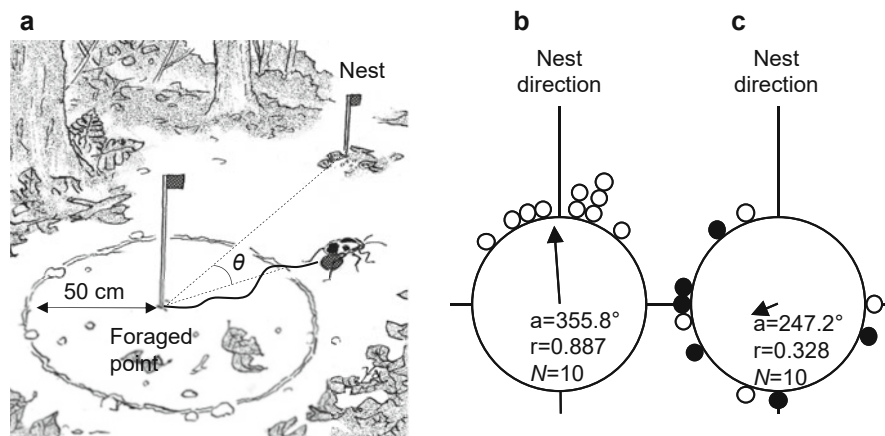 a
Nest
θ
50 cm
Foraged
point
b
Nest
direction
a=355.8°
r=0.887
N=10
c
Nest
direction
a=247.2°
r=0.328
N=10